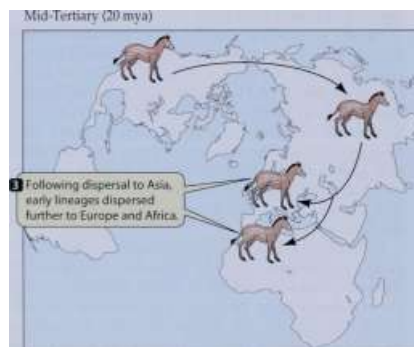 Mid-Tertiary (20 mya)
3 Following dispersal to Asia,
early lineages dispersed
further to Europe and Africa.